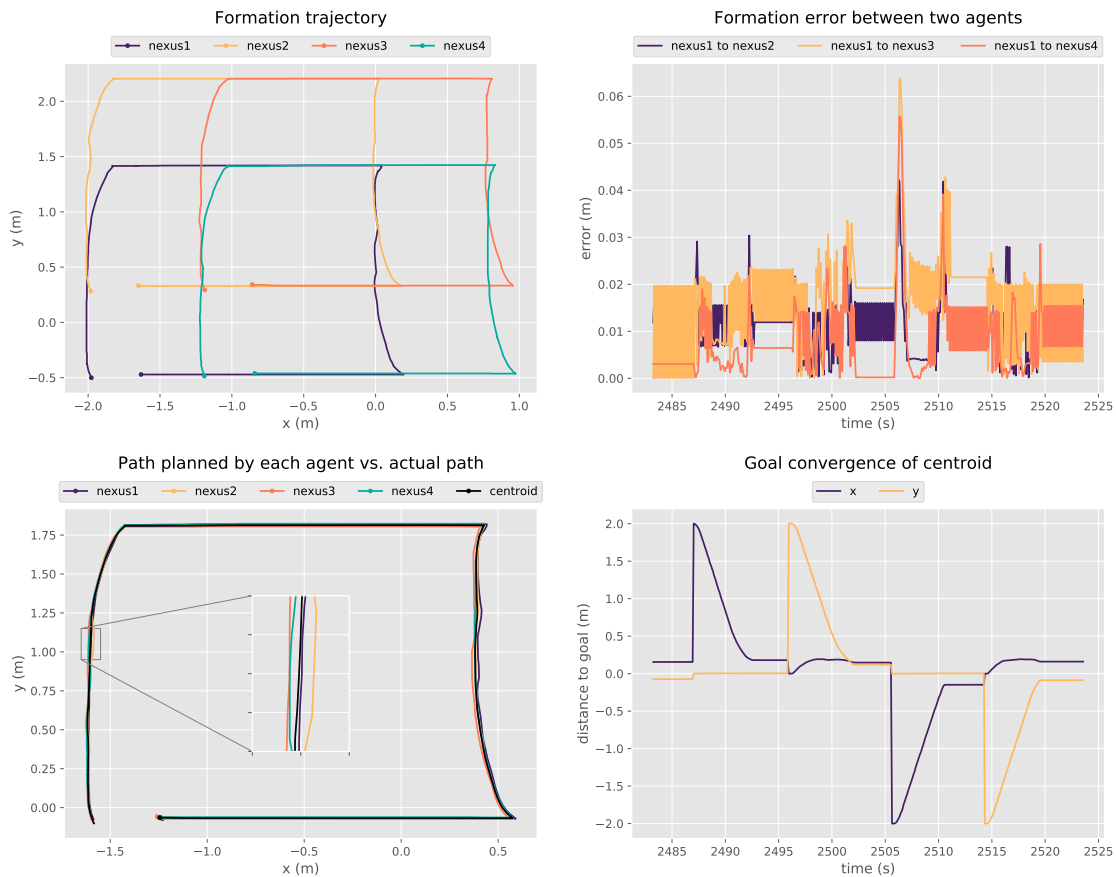 Formation trajectory
nexus1 nexus2 nexus3 nexus4
2.0
1.5
1.0
0.5
0.0
−0.5
y (m)
−2.0 −1.5 −1.0 −0.5 0.0 0.5 1.0
x (m)
Formation error between two agents
nexus1 to nexus2 nexus1 to nexus3 nexus1 to nexus4
0.06
0.05
0.04
0.03
0.02
0.01
0.00
error (m)
2485 2490 2495 2500 2505 2510 2515 2520 2525
time (s)
Path planned by each agent vs. actual path
nexus1 nexus2 nexus3 nexus4 centroid
1.75
1.50
1.25
1.00
0.75
0.50
0.25
0.00
y (m)
−1.5 −1.0 −0.5 0.0 0.5
x (m)
Goal convergence of centroid
x y
2.0
1.5
1.0
0.5
0.0
−0.5
−1.0
−1.5
−2.0
distance to goal (m)
2485 2490 2495 2500 2505 2510 2515 2520 2525
time (s)